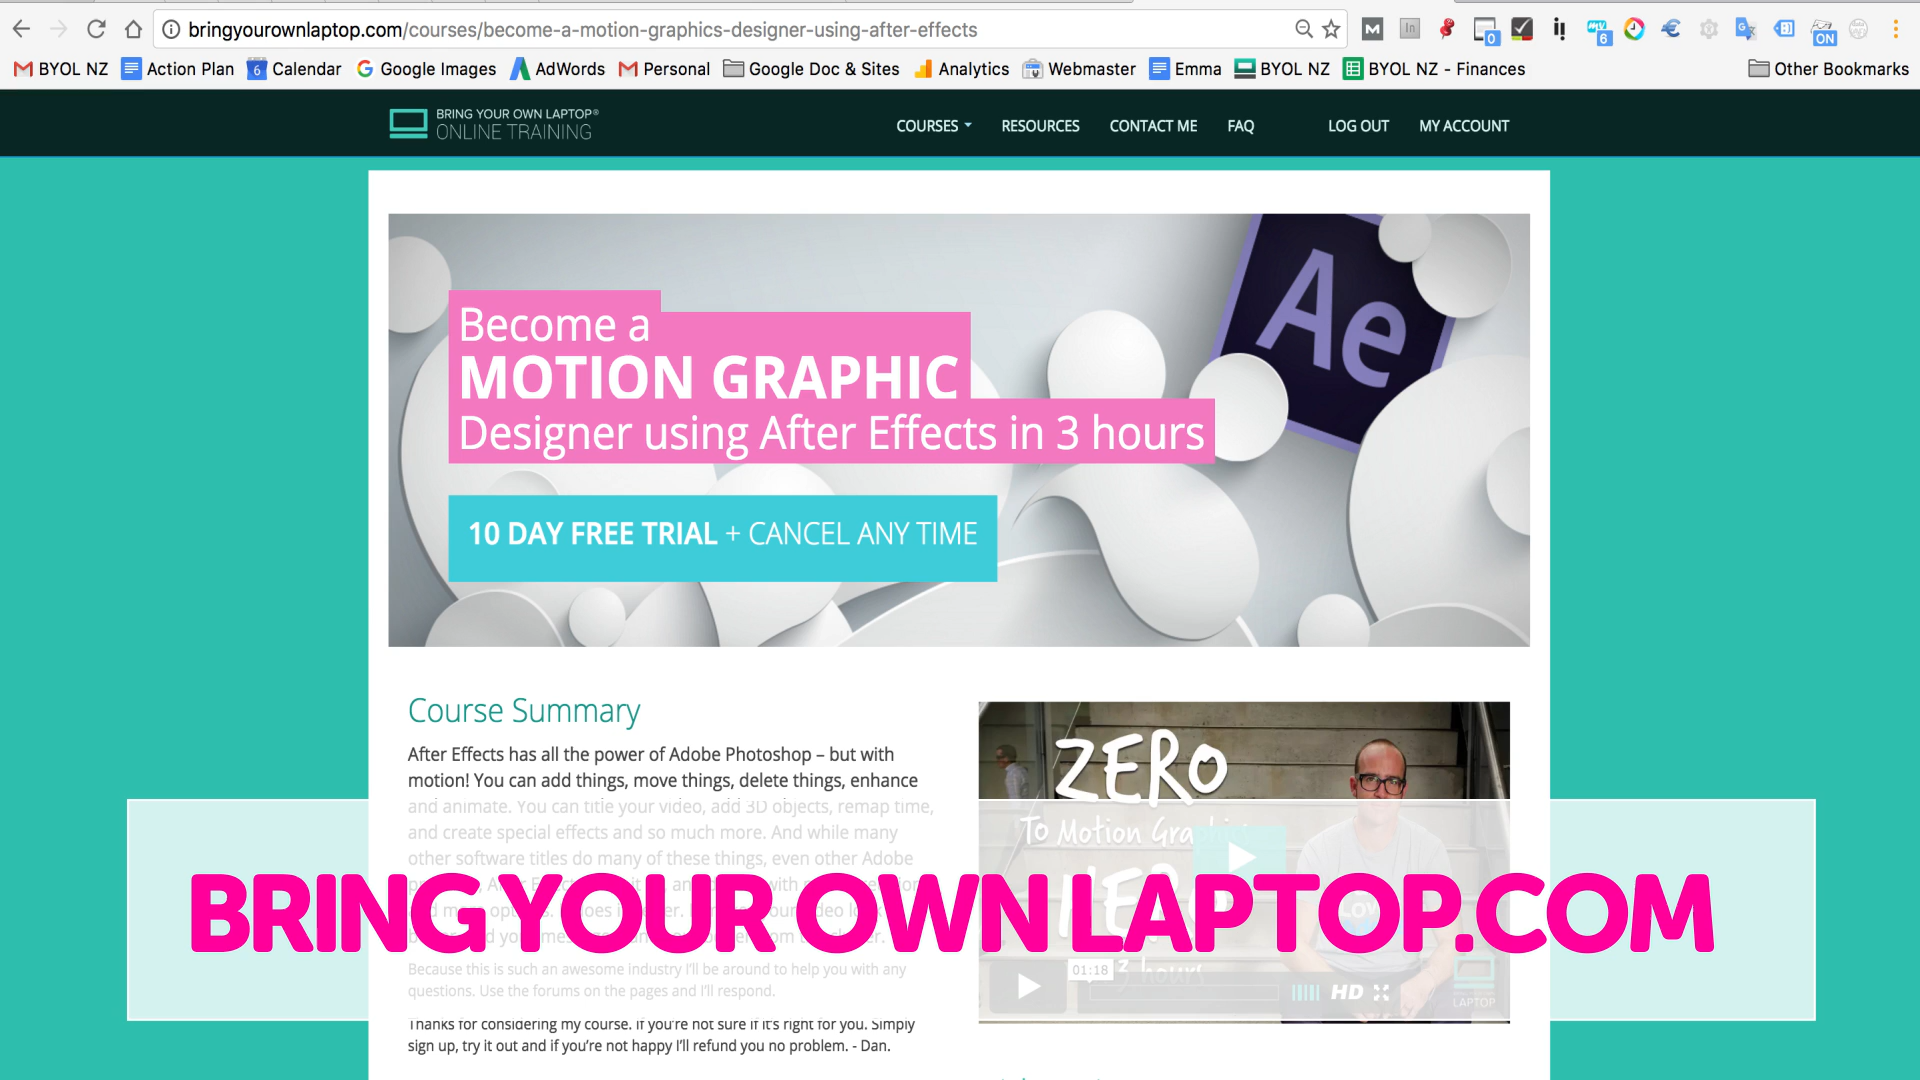 bringyourownlaptop.com/courses/become-a-motion-graphics-designer-using-after-effects
BYOL NZ Action Plan 6 Calendar Google Images AdWords Personal Google Doc & Sites Analytics Webmaster Emma BYOL NZ BYOL NZ - Finances Other Bookmarks
BRING YOUR OWN LAPTOP®
ONLINE TRAINING
COURSES RESOURCES CONTACT ME FAQ LOG OUT MY ACCOUNT
Become a
MOTION GRAPHIC
Designer using After Effects in 3 hours
Ae
10 DAY FREE TRIAL + CANCEL ANY TIME
Course Summary
After Effects has all the power of Adobe Photoshop – but with
motion! You can add things, move things, delete things, enhance
and animate. You can title your video, add 3D objects, remap time,
and create special effects and so much more. And while many
other software titles do many of these things, even other Adobe
BRING YOUR OWN LAPTOP.COM
Because this is such an awesome industry I'll be around to help you with any
questions. Use the forums on the pages and I'll respond.
Thanks for considering my course. If you're not sure if it's right for you. Simply
sign up, try it out and if you're not happy I'll refund you no problem. - Dan.
ZERO
To Motion
01:18
3 hours
HD
LAPTOP